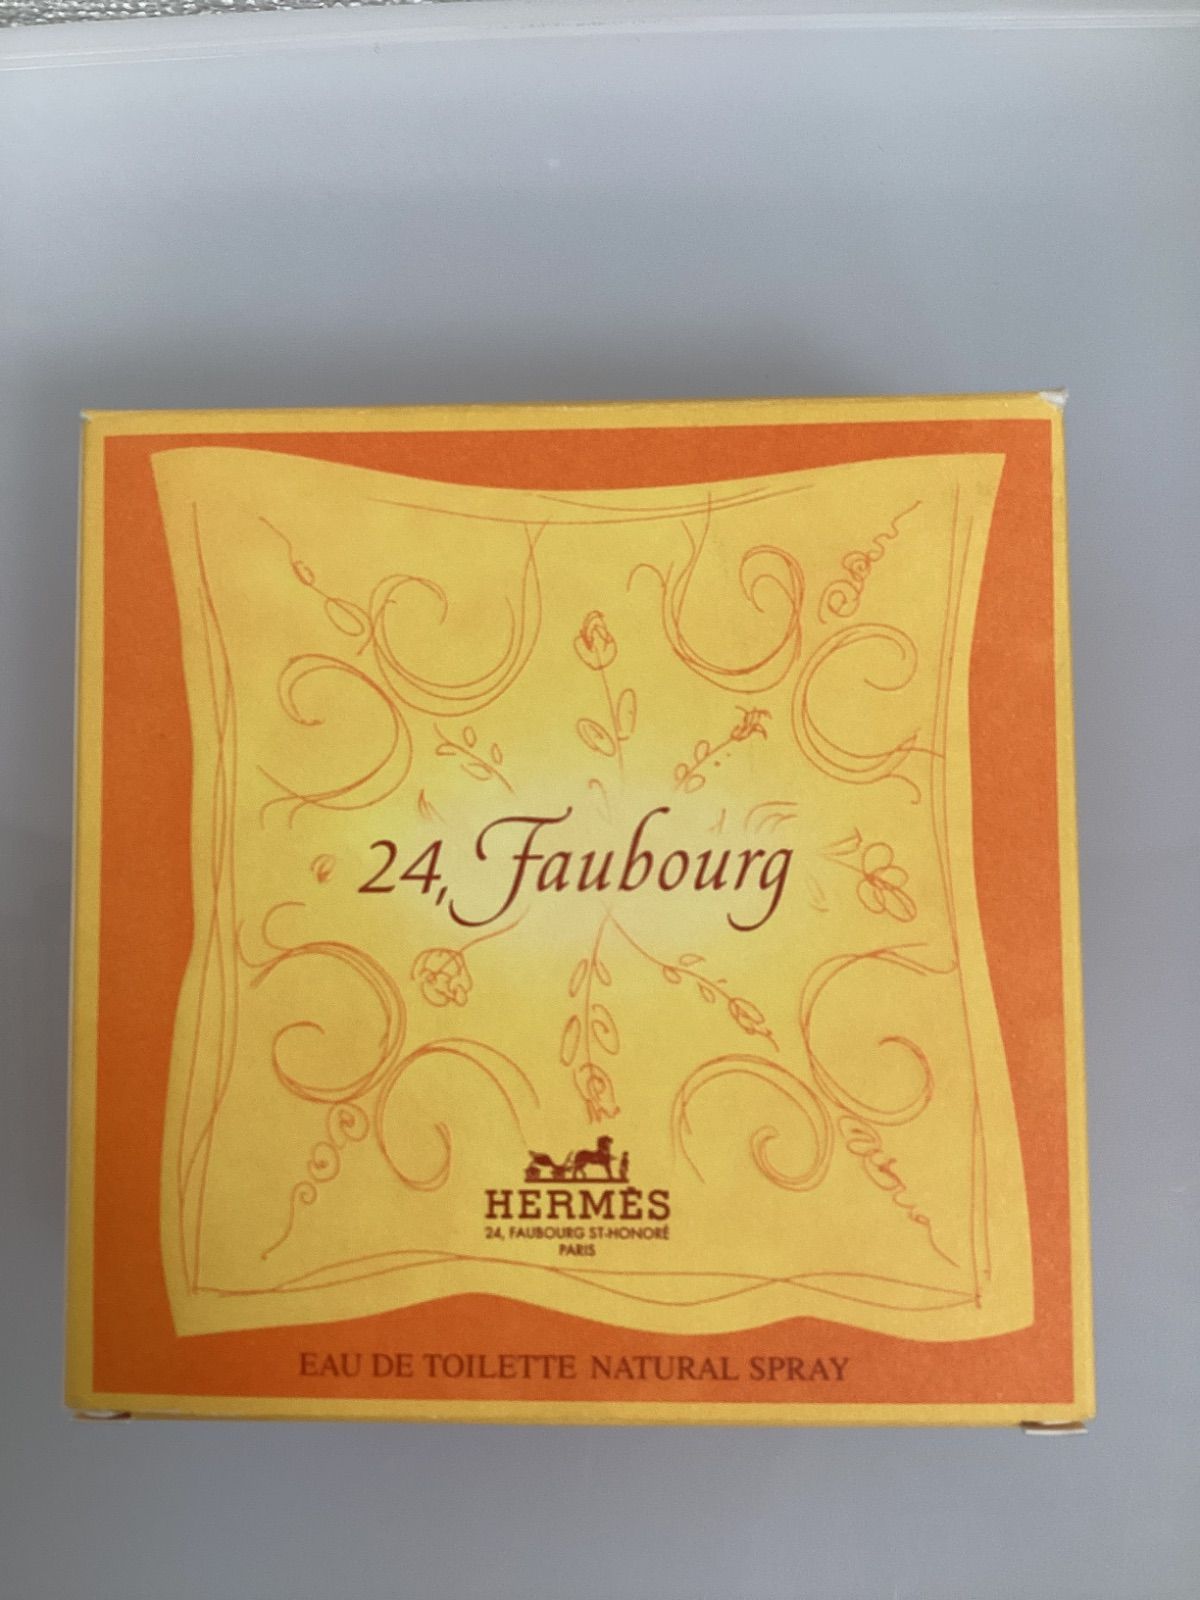 24, Faubourg
HERMÈS
24, FAUBOURG ST-HONORÉ
PARIS
EAU DE TOILETTE NATURAL SPRAY